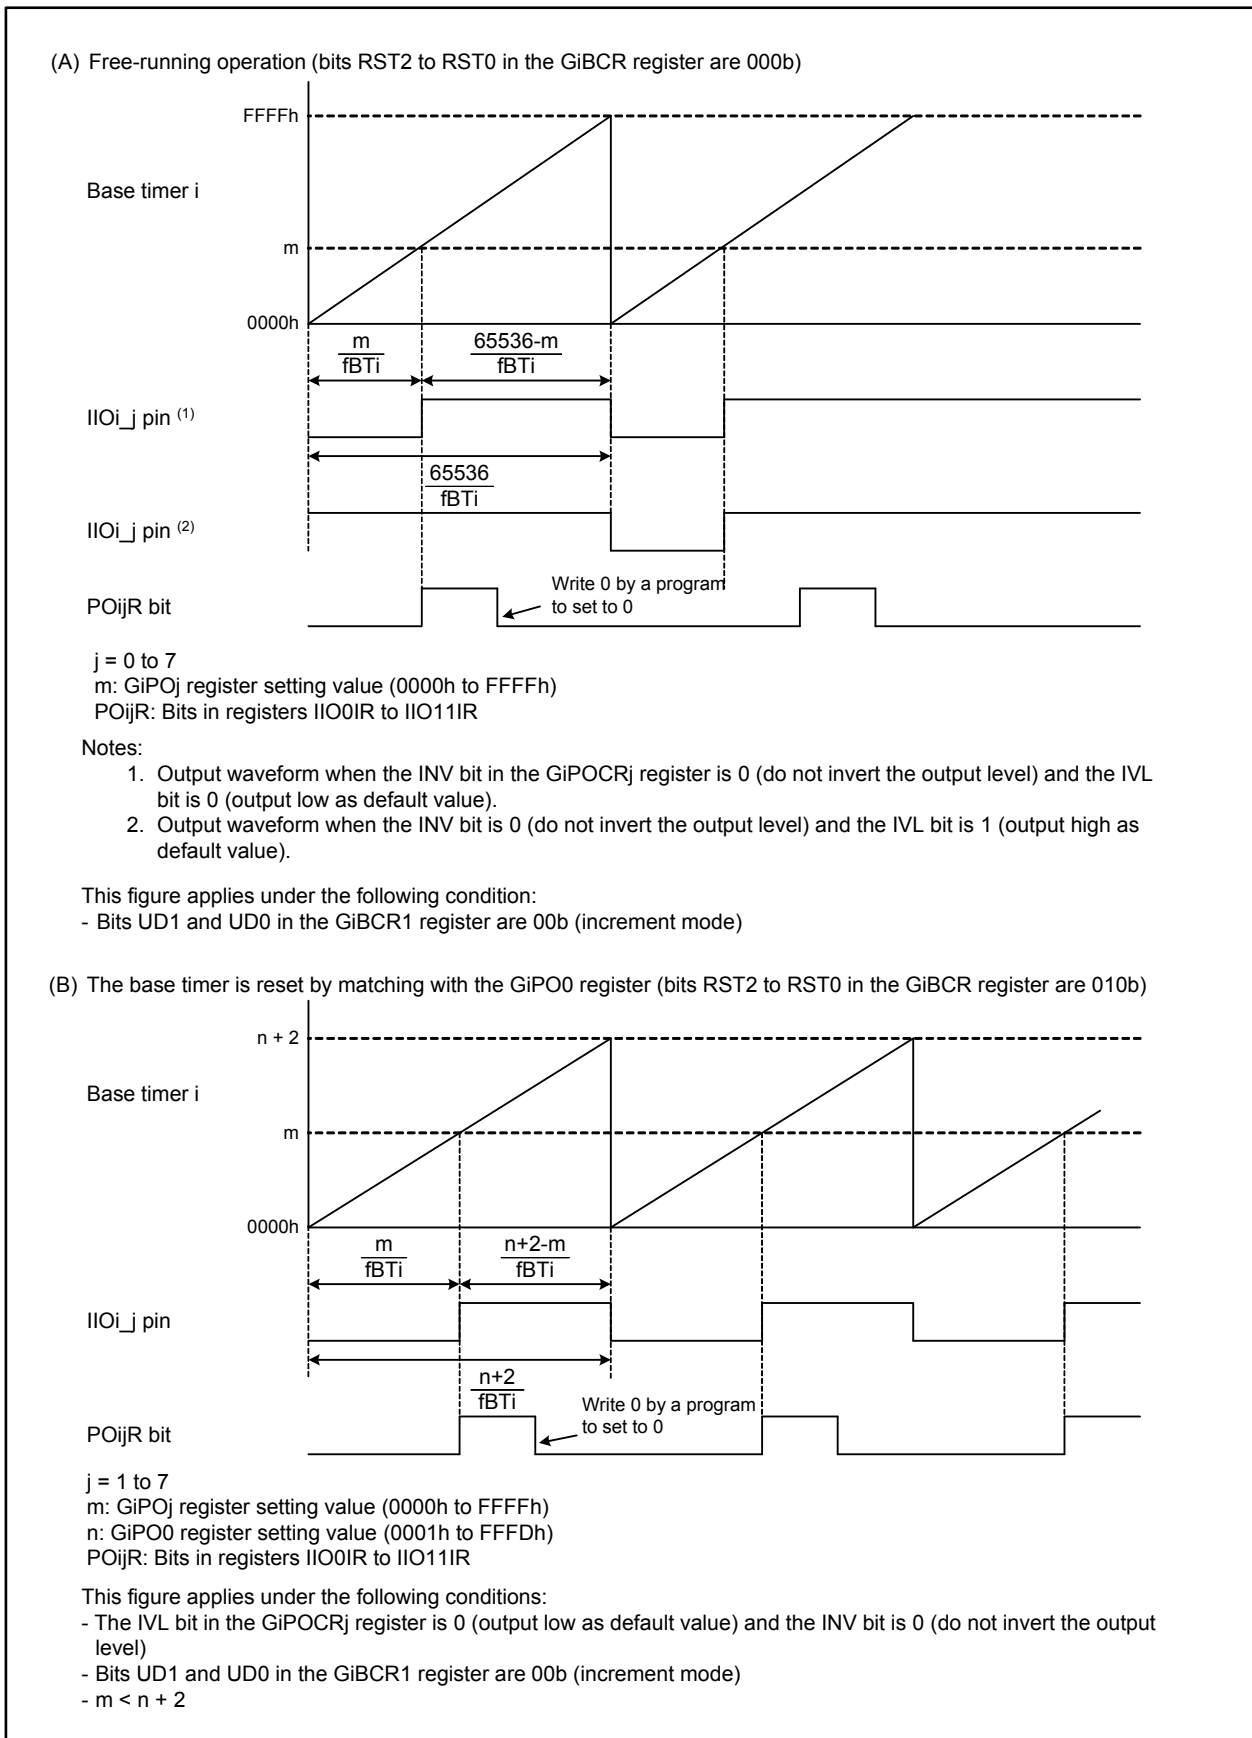 (A) Free-running operation (bits RST2 to RST0 in the GiBCR register are 000b)
FFFFh
Base timer i
m
0000h
m
fBTi
65536-m
fBTi
IIOi_j pin (1)
65536
fBTi
IIOi_j pin (2)
Write 0 by a program
to set to 0
POijR bit
j = 0 to 7
m: GiPOj register setting value (0000h to FFFFh)
POijR: Bits in registers IIO0IR to IIO11IR
Notes:
1. Output waveform when the INV bit in the GiPOCRj register is 0 (do not invert the output level) and the IVL
bit is 0 (output low as default value).
2. Output waveform when the INV bit is 0 (do not invert the output level) and the IVL bit is 1 (output high as
default value).
This figure applies under the following condition:
- Bits UD1 and UD0 in the GiBCR1 register are 00b (increment mode)
(B) The base timer is reset by matching with the GiPO0 register (bits RST2 to RST0 in the GiBCR register are 010b)
n + 2
Base timer i
m
0000h
m
fBTi
n+2-m
fBTi
IIOi_j pin
n+2
fBTi
Write 0 by a program
to set to 0
POijR bit
j = 1 to 7
m: GiPOj register setting value (0000h to FFFFh)
n: GiPO0 register setting value (0001h to FFFDh)
POijR: Bits in registers IIO0IR to IIO11IR
This figure applies under the following conditions:
- The IVL bit in the GiPOCRj register is 0 (output low as default value) and the INV bit is 0 (do not invert the output
level)
- Bits UD1 and UD0 in the GiBCR1 register are 00b (increment mode)
- m < n + 2